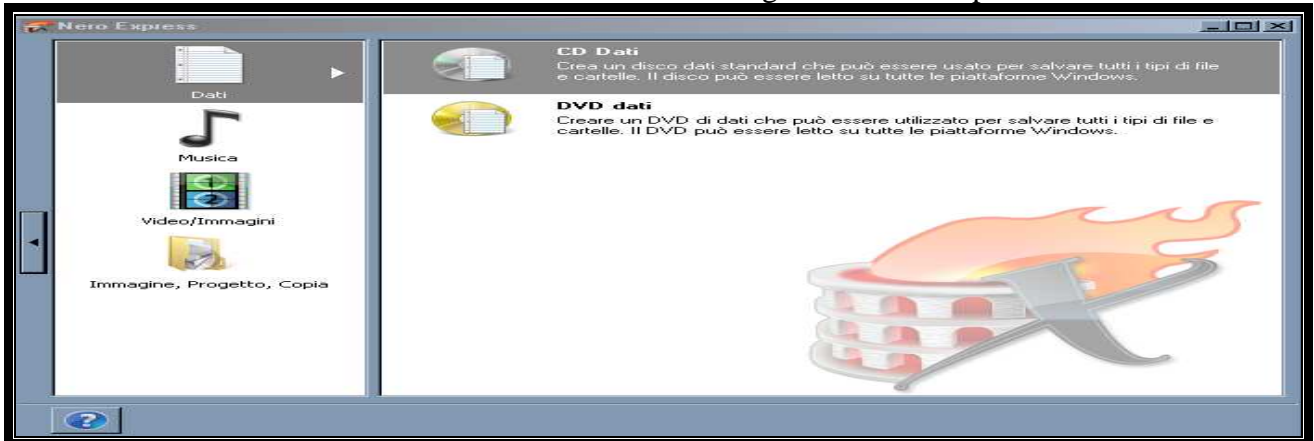 Nero Express
Dati
Musica
Video/Immagini
Immagine, Progetto, Copia
CD Dati
Crea un disco dati standard che può essere usato per salvare tutti i tipi di file
e cartelle. Il disco può essere letto su tutte le piattaforme Windows.
DVD dati
Creare un DVD di dati che può essere utilizzato per salvare tutti i tipi di file e
cartelle. Il DVD può essere letto su tutte le piattaforme Windows.